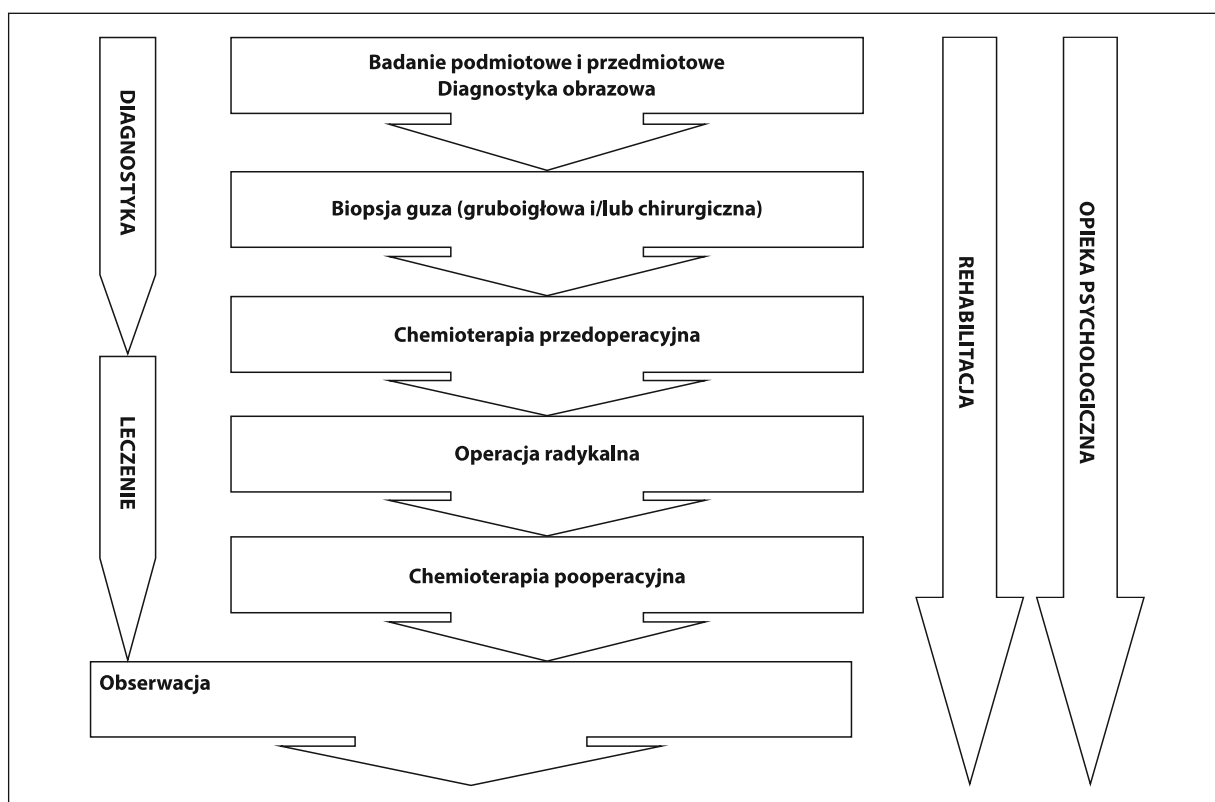 DIAGNOSTYKA
Badanie podmiotowe i przedmiotowe
Diagnostyka obrazowa
Biopsja guza (gruboigłowa i/lub chirurgiczna)
Chemioterapia przedoperacyjna
LECZENIE
Operacja radykalna
Chemioterapia pooperacyjna
Obserwacja
REHABILITACJA
OPIEKA PSYCHOLOGICZNA